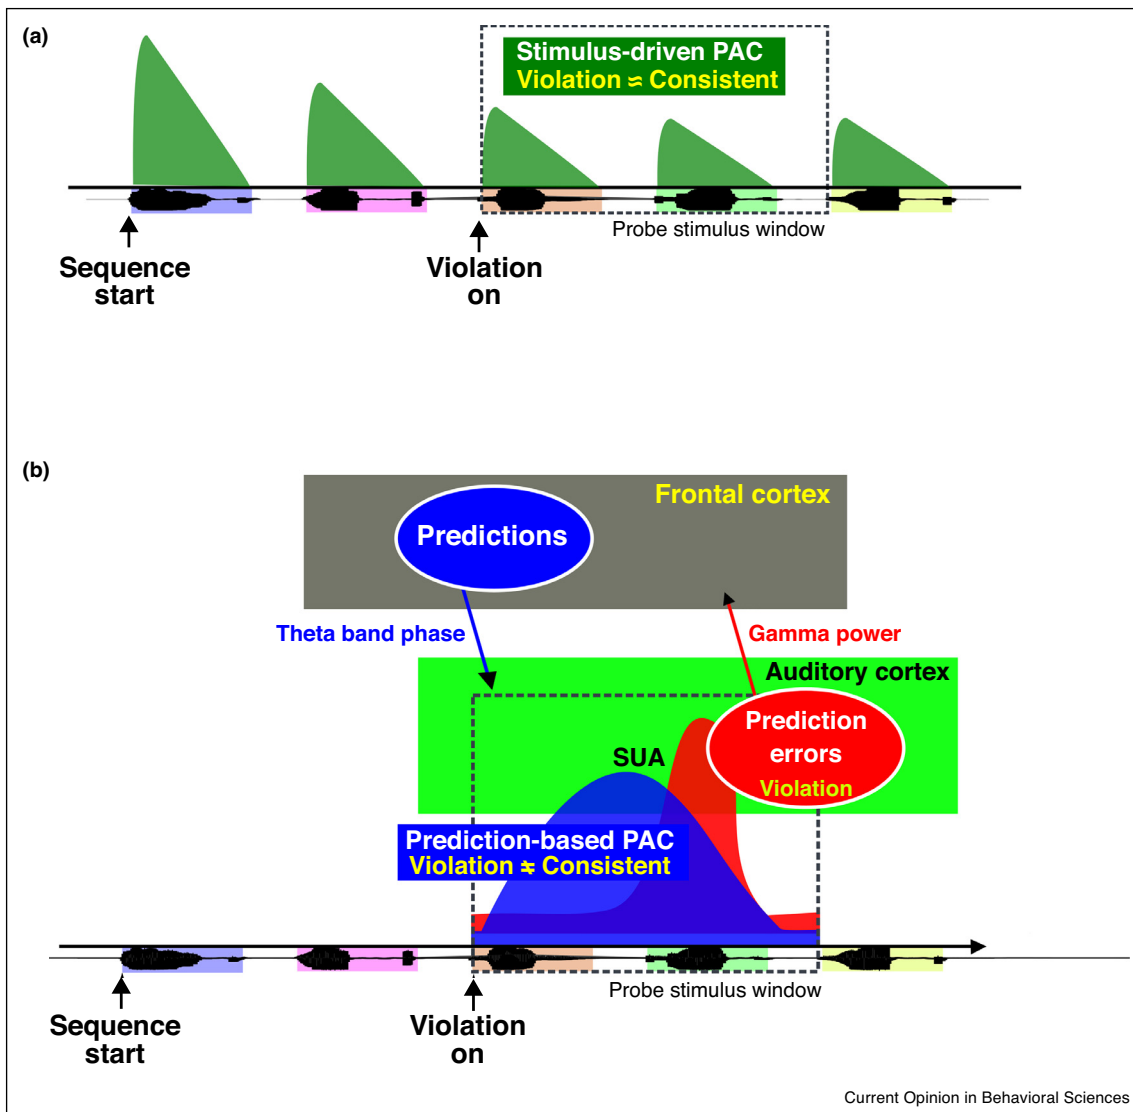 (a)
Stimulus-driven PAC
Violation ≂ Consistent
Probe stimulus window
Sequence
start
Violation
on
(b)
Frontal cortex
Predictions
Theta band phase
Gamma power
Auditory cortex
Prediction
errors
Violation
SUA
Prediction-based PAC
Violation ≠ Consistent
Probe stimulus window
Sequence
start
Violation
on
Current Opinion in Behavioral Sciences